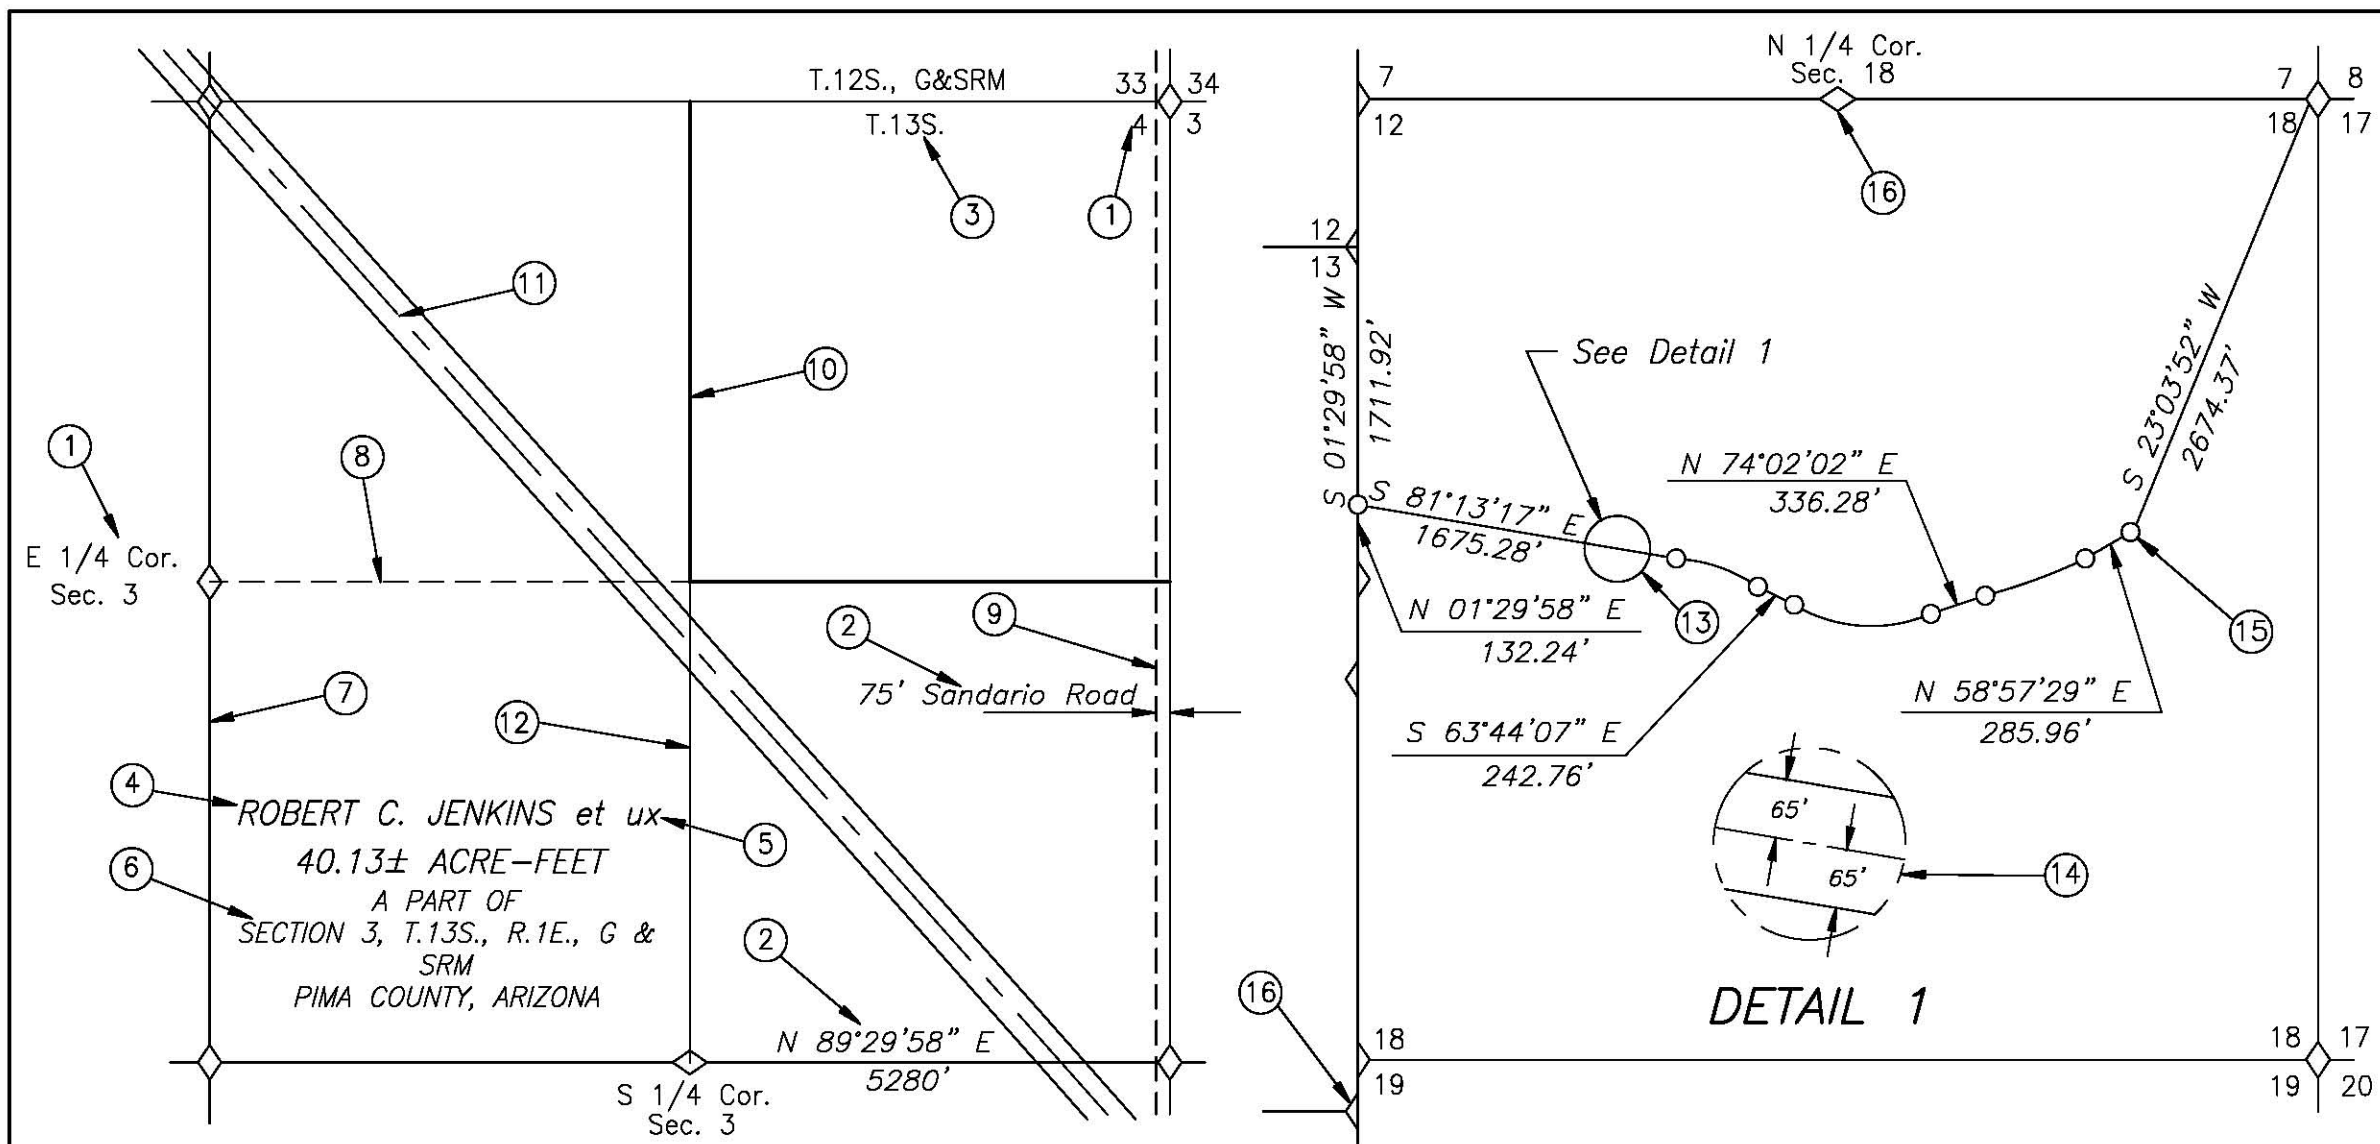 T.12S., G&SRM
33
34
T.13S.
4
3
3
1
11
10
1
8
E 1/4 Cor.
Sec. 3
2
9
75' Sandario Road
7
12
4
ROBERT C. JENKINS et ux
5
40.13± ACRE-FEET
6
A PART OF
SECTION 3, T.13S., R.1E., G &
SRM
PIMA COUNTY, ARIZONA
2
N 89°29'58" E
5280'
S 1/4 Cor.
Sec. 3
N 1/4 Cor.
Sec. 18
7
12
7
8
18
17
16
12
13
S 01°29'58" W
1711.92'
See Detail 1
S 23°03'52" W
2674.37'
N 74°02'02" E
336.28'
S 81°13'17" E
1675.28'
N 01°29'58" E
132.24'
13
15
S 63°44'07" E
242.76'
N 58°57'29" E
285.96'
65'
65'
14
DETAIL 1
16
18
19
18
17
19
20